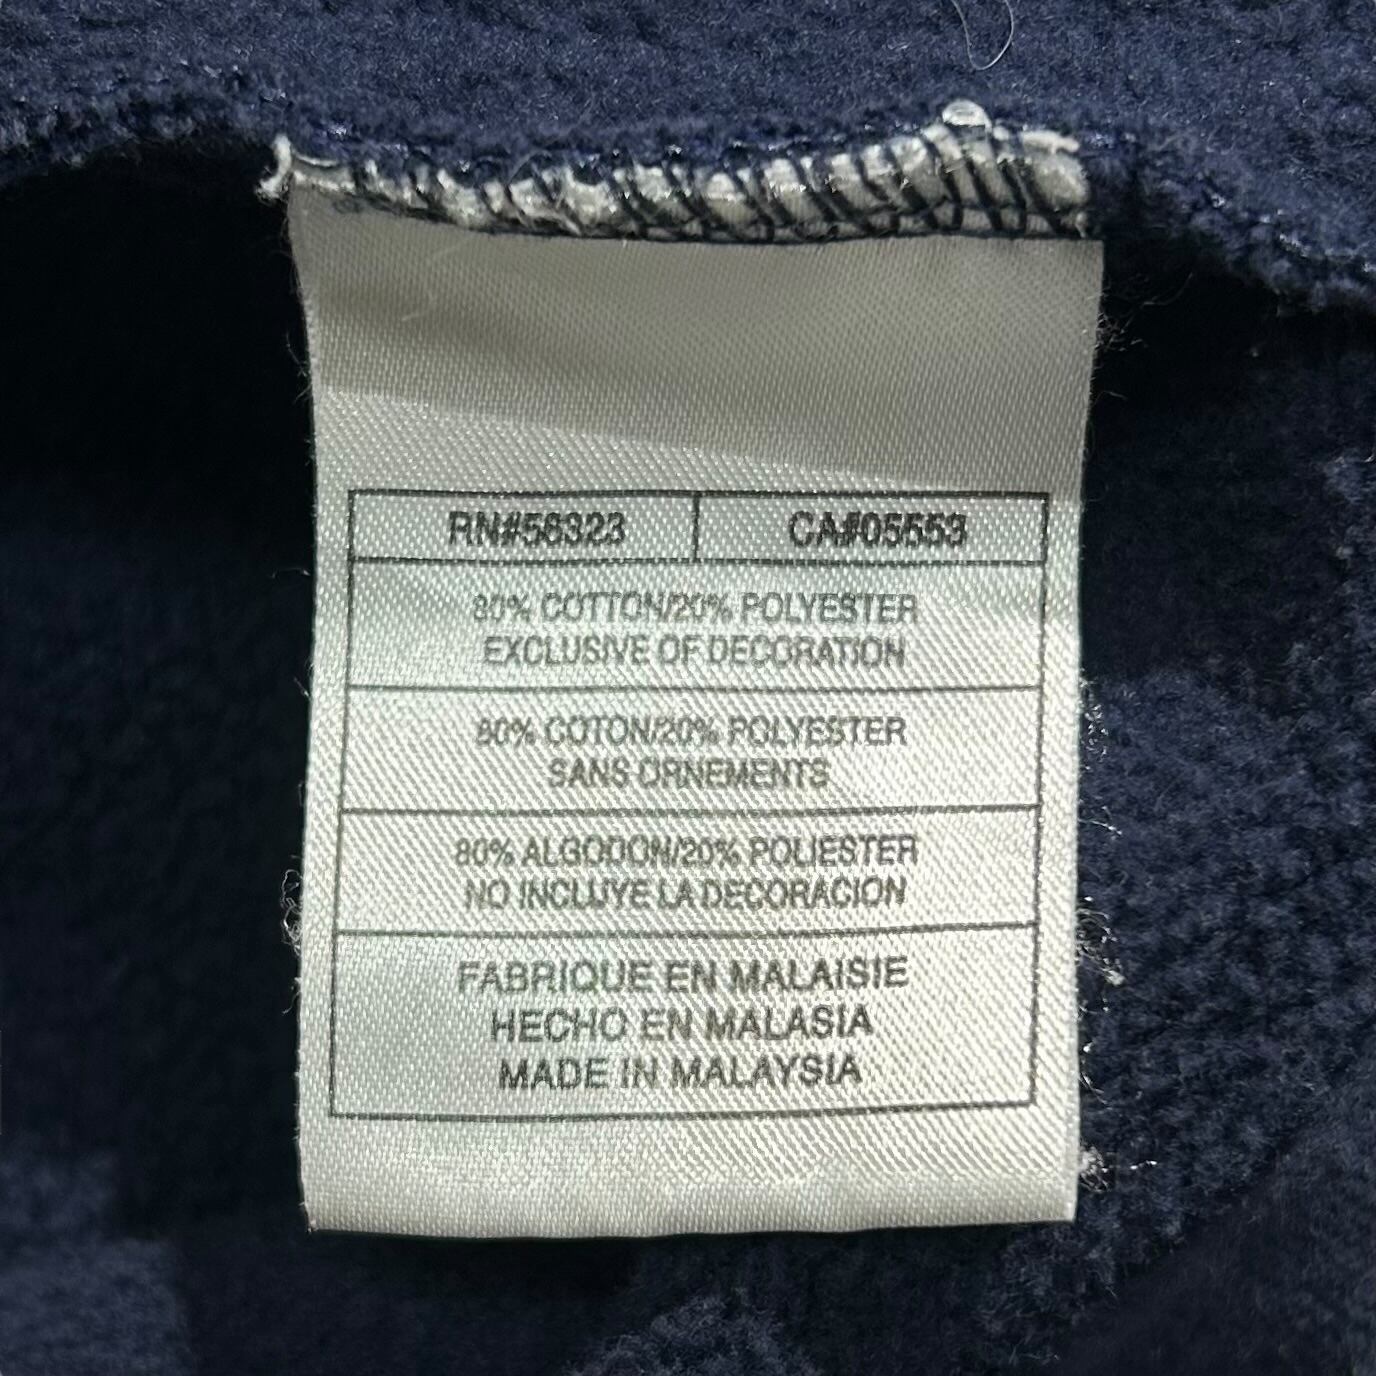 RN#56323 CA#05553
80% COTTON/20% POLYESTER
EXCLUSIVE OF DECORATION
80% COTON/20% POLYESTER
SANS ORNEMENTS
80% ALGODON/20% POLIESTER
NO INCLUYE LA DECORACION
FABRIQUE EN MALAISIE
HECHO EN MALASIA
MADE IN MALAYSIA